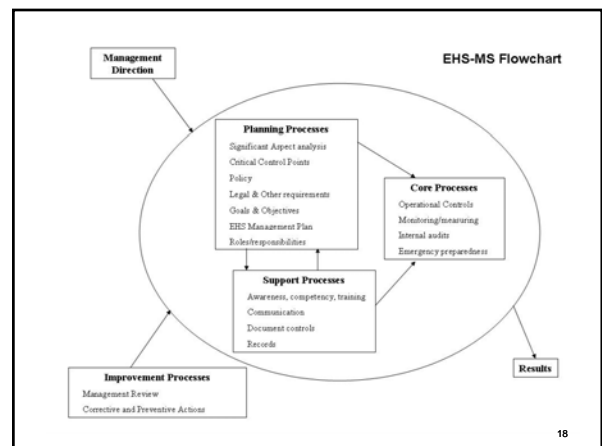 EHS-MS Flowchart
Management
Direction
Planning Processes
Significant Aspect analysis
Critical Control Points
Policy
Legal & Other requirements
Goals & Objectives
EHS Management Plan
Roles/responsibilities
Core Processes
Operational Controls
Monitoring/measuring
Internal audits
Emergency preparedness
Support Processes
Awareness, competency, training
Communication
Document controls
Records
Improvement Processes
Management Review
Corrective and Preventive Actions
Results
18